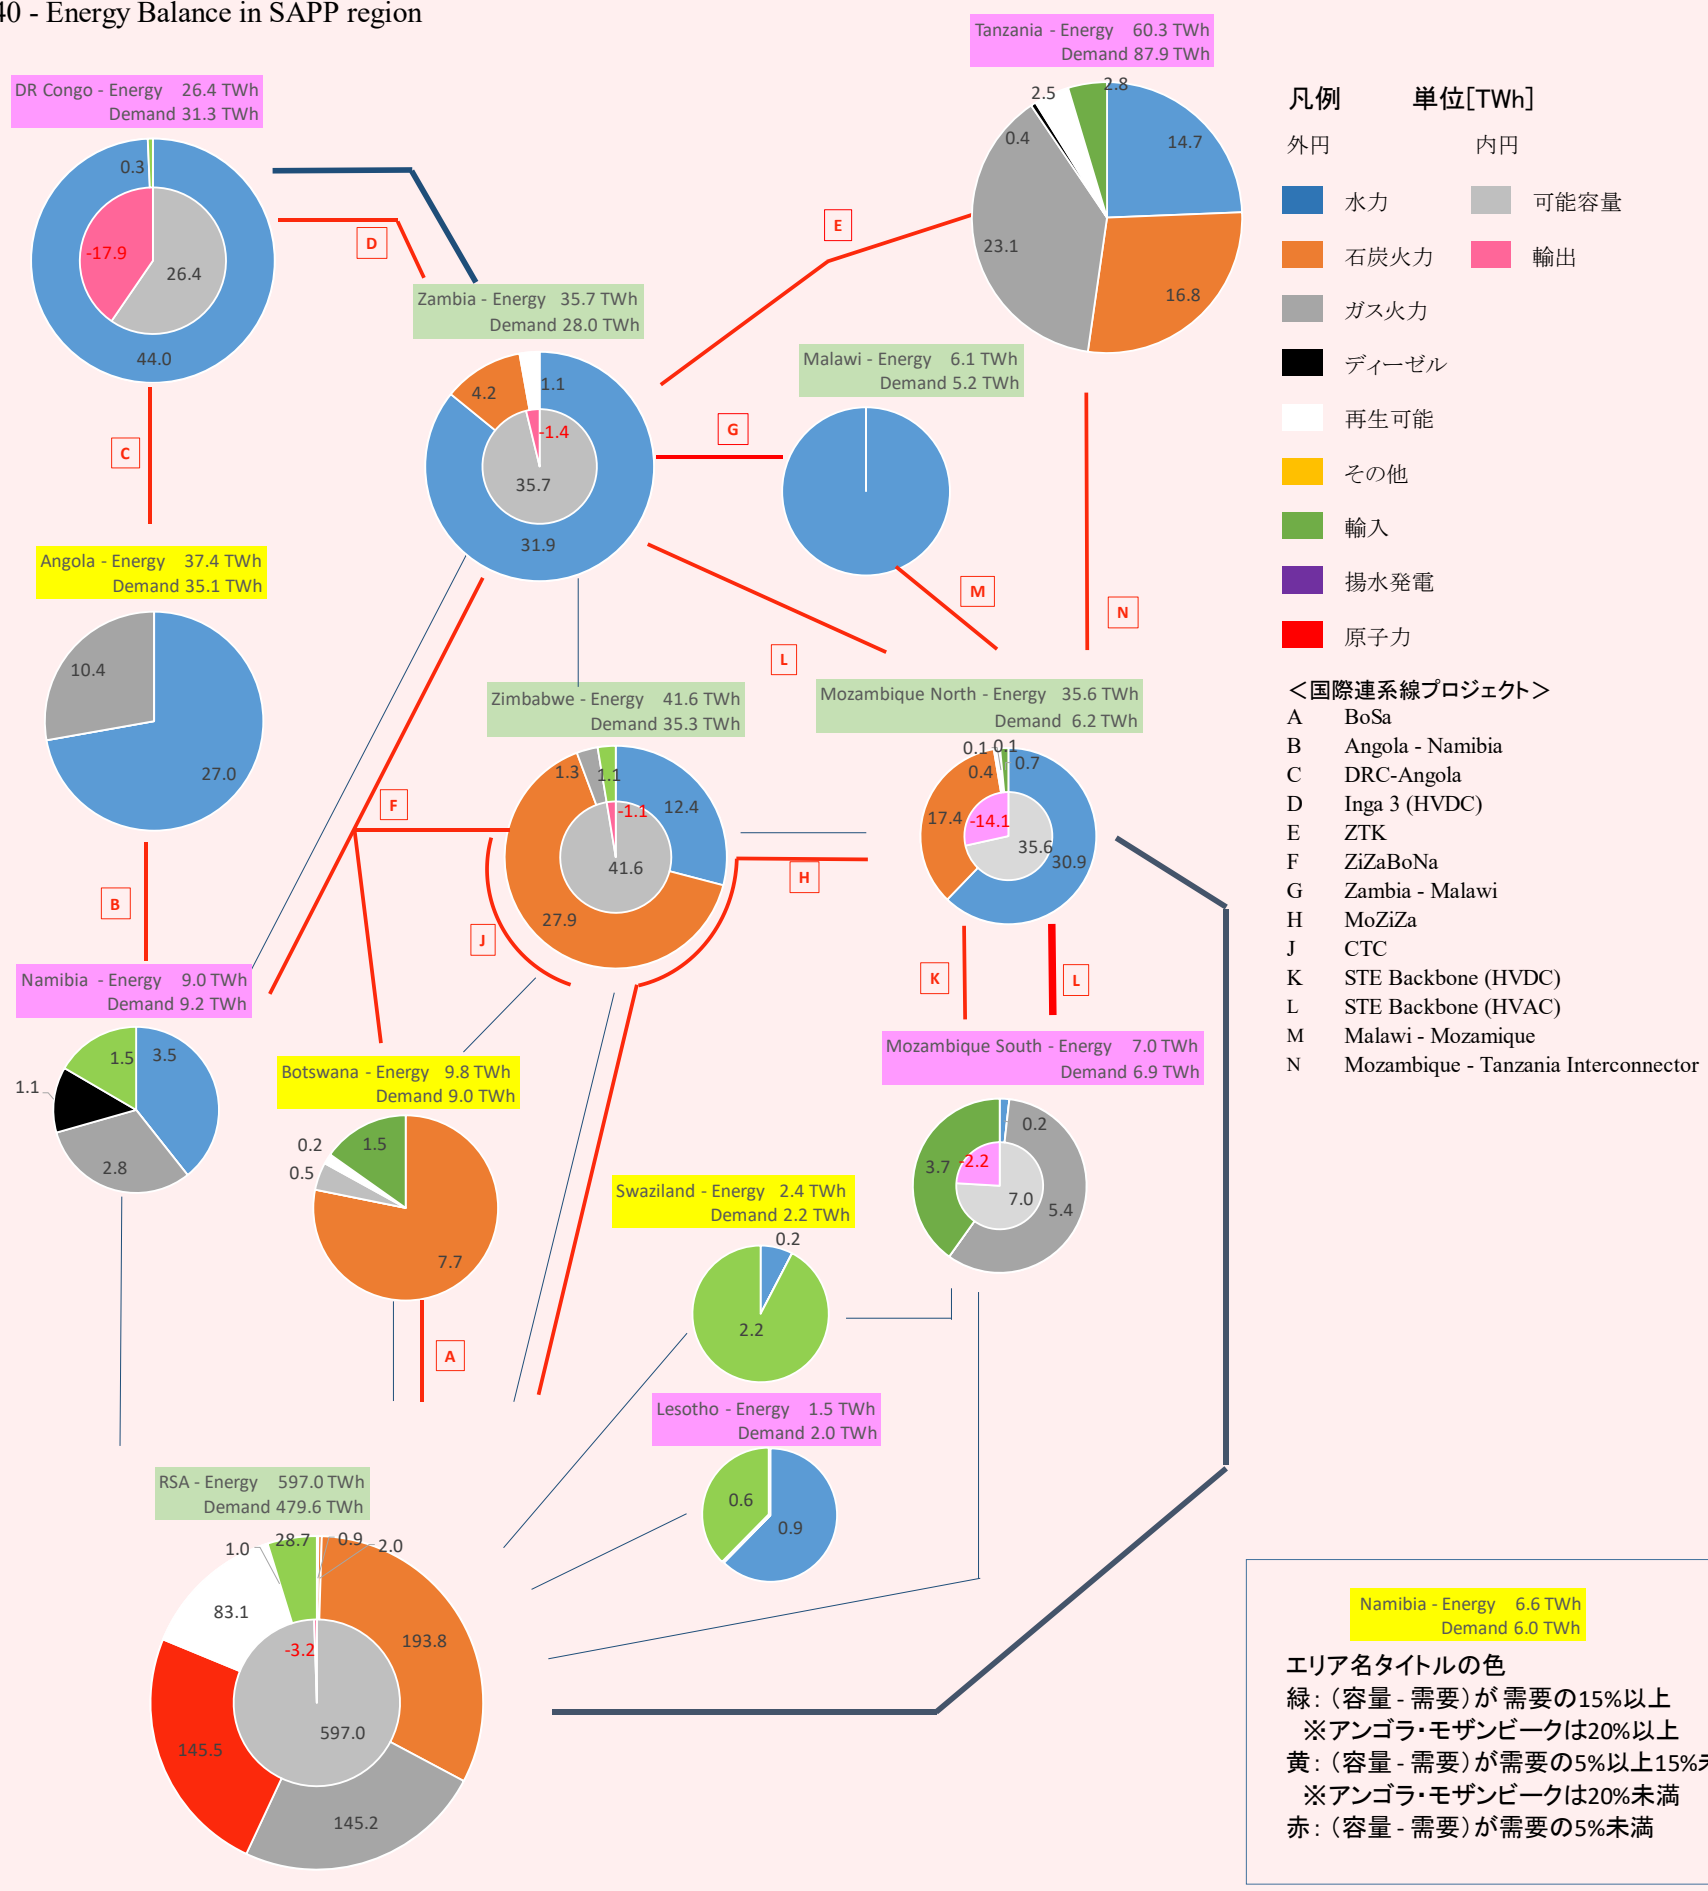 40 - Energy Balance in SAPP region
Tanzania - Energy 60.3 TWh
Demand 87.9 TWh
2.8
2.5
0.4
14.7
23.1
16.8
DR Congo - Energy 26.4 TWh
Demand 31.3 TWh
0.3
-17.9
26.4
44.0
D
E
Zambia - Energy 35.7 TWh
Demand 28.0 TWh
4.2
1.1
-1.4
35.7
31.9
Malawi - Energy 6.1 TWh
Demand 5.2 TWh
G
C
M
N
L
Angola - Energy 37.4 TWh
Demand 35.1 TWh
10.4
27.0
Zimbabwe - Energy 41.6 TWh
Demand 35.3 TWh
1.3
1.1
-1.1
12.4
41.6
27.9
Mozambique North - Energy 35.6 TWh
Demand 6.2 TWh
0.1
0.1
0.4
0.7
17.4
-14.1
35.6
30.9
F
H
J
B
K
L
Namibia - Energy 9.0 TWh
Demand 9.2 TWh
1.5
3.5
1.1
2.8
Botswana - Energy 9.8 TWh
Demand 9.0 TWh
0.2
1.5
0.5
7.7
Mozambique South - Energy 7.0 TWh
Demand 6.9 TWh
0.2
3.7
-2.2
7.0
5.4
Swaziland - Energy 2.4 TWh
Demand 2.2 TWh
0.2
2.2
A
Lesotho - Energy 1.5 TWh
Demand 2.0 TWh
0.6
0.9
RSA - Energy 597.0 TWh
Demand 479.6 TWh
1.0
28.7
0.9
2.0
83.1
193.8
-3.2
597.0
145.5
145.2
凡例 単位[TWh]
外円 内円
水力 可能容量
石炭火力 輸出
ガス火力
ディーゼル
再生可能
その他
輸入
揚水発電
原子力
＜国際連系線プロジェクト＞
A BoSa
B Angola - Namibia
C DRC-Angola
D Inga 3 (HVDC)
E ZTK
F ZiZaBoNa
G Zambia - Malawi
H MoZiZa
J CTC
K STE Backbone (HVDC)
L STE Backbone (HVAC)
M Malawi - Mozamique
N Mozambique - Tanzania Interconnector
Namibia - Energy 6.6 TWh
Demand 6.0 TWh
エリア名タイトルの色
緑：（容量 - 需要）が 需要の15%以上
※アンゴラ・モザンビークは20%以上
黄：（容量 - 需要）が需要の5%以上15%
※アンゴラ・モザンビークは20%未満
赤：（容量 - 需要）が需要の5%未満